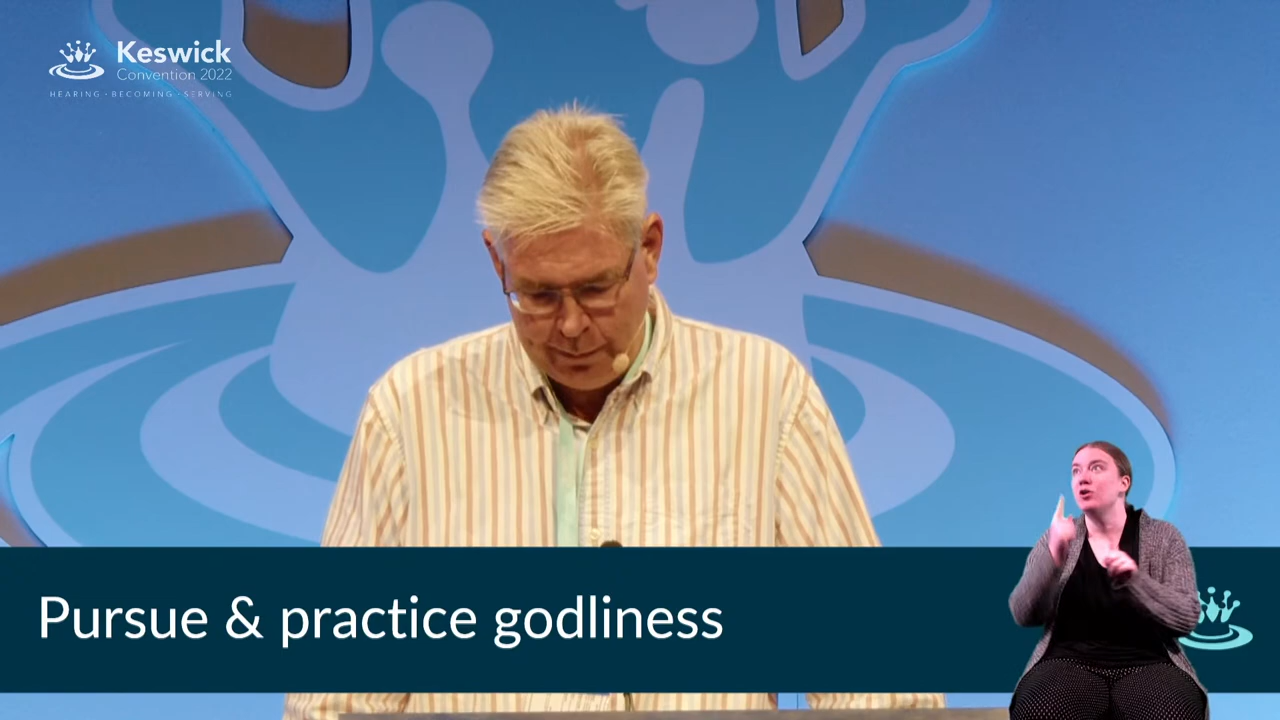 Keswick
Convention 2022
HEARING · BECOMING · SERVING
Pursue & practice godliness